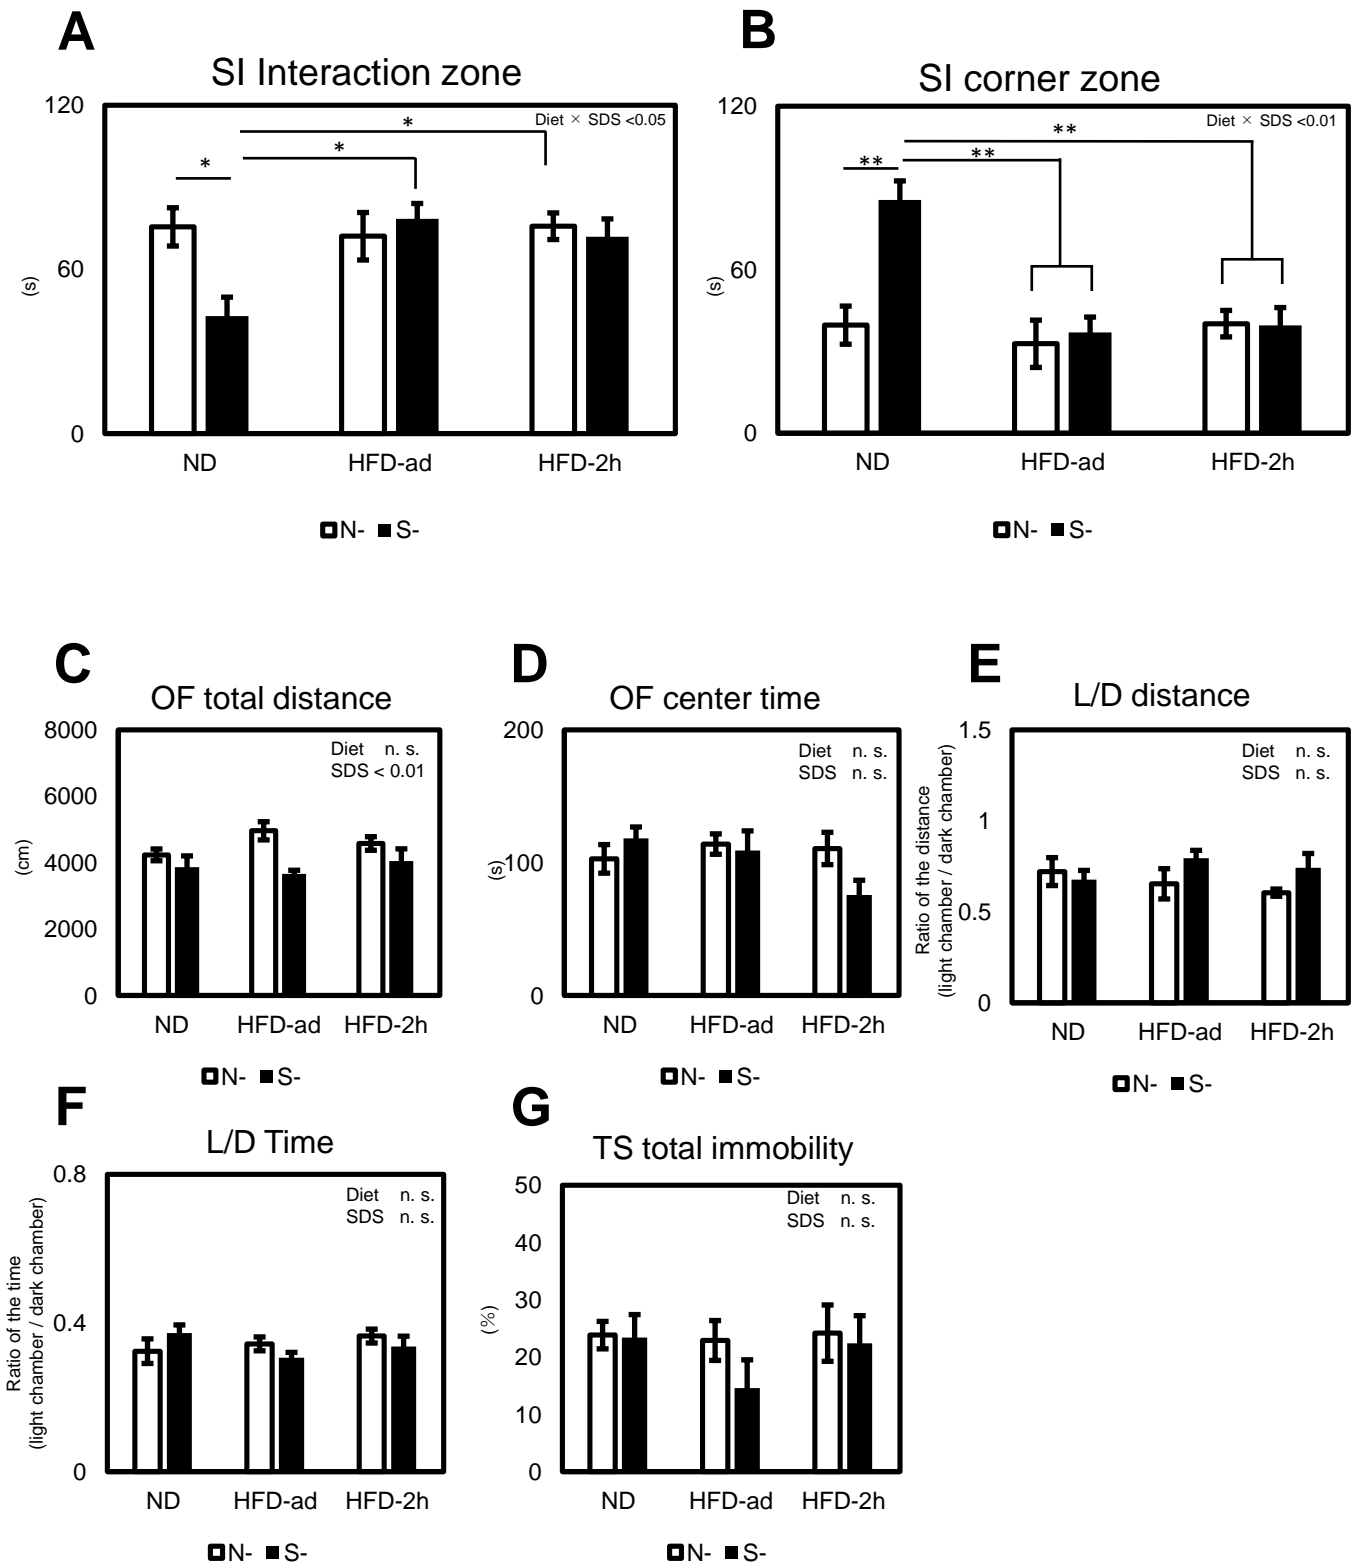 A
SI Interaction zone
120
60
0
(s)
Diet × SDS <0.05
*
*
*
ND HFD-ad HFD-2h
N- S-
B
SI corner zone
120
60
0
(s)
Diet × SDS <0.01
**
**
**
ND HFD-ad HFD-2h
N- S-
C
OF total distance
8000
6000
4000
2000
0
(cm)
Diet n. s.
SDS < 0.01
ND HFD-ad HFD-2h
N- S-
D
OF center time
200
100
0
(s)
Diet n. s.
SDS n. s.
ND HFD-ad HFD-2h
N- S-
E
L/D distance
1.5
1
0.5
0
Ratio of the distance
(light chamber / dark chamber)
Diet n. s.
SDS n. s.
ND HFD-ad HFD-2h
N- S-
F
L/D Time
0.8
0.4
0
Ratio of the time
(light chamber / dark chamber)
Diet n. s.
SDS n. s.
ND HFD-ad HFD-2h
N- S-
G
TS total immobility
50
40
30
20
10
0
(%)
Diet n. s.
SDS n. s.
ND HFD-ad HFD-2h
N- S-